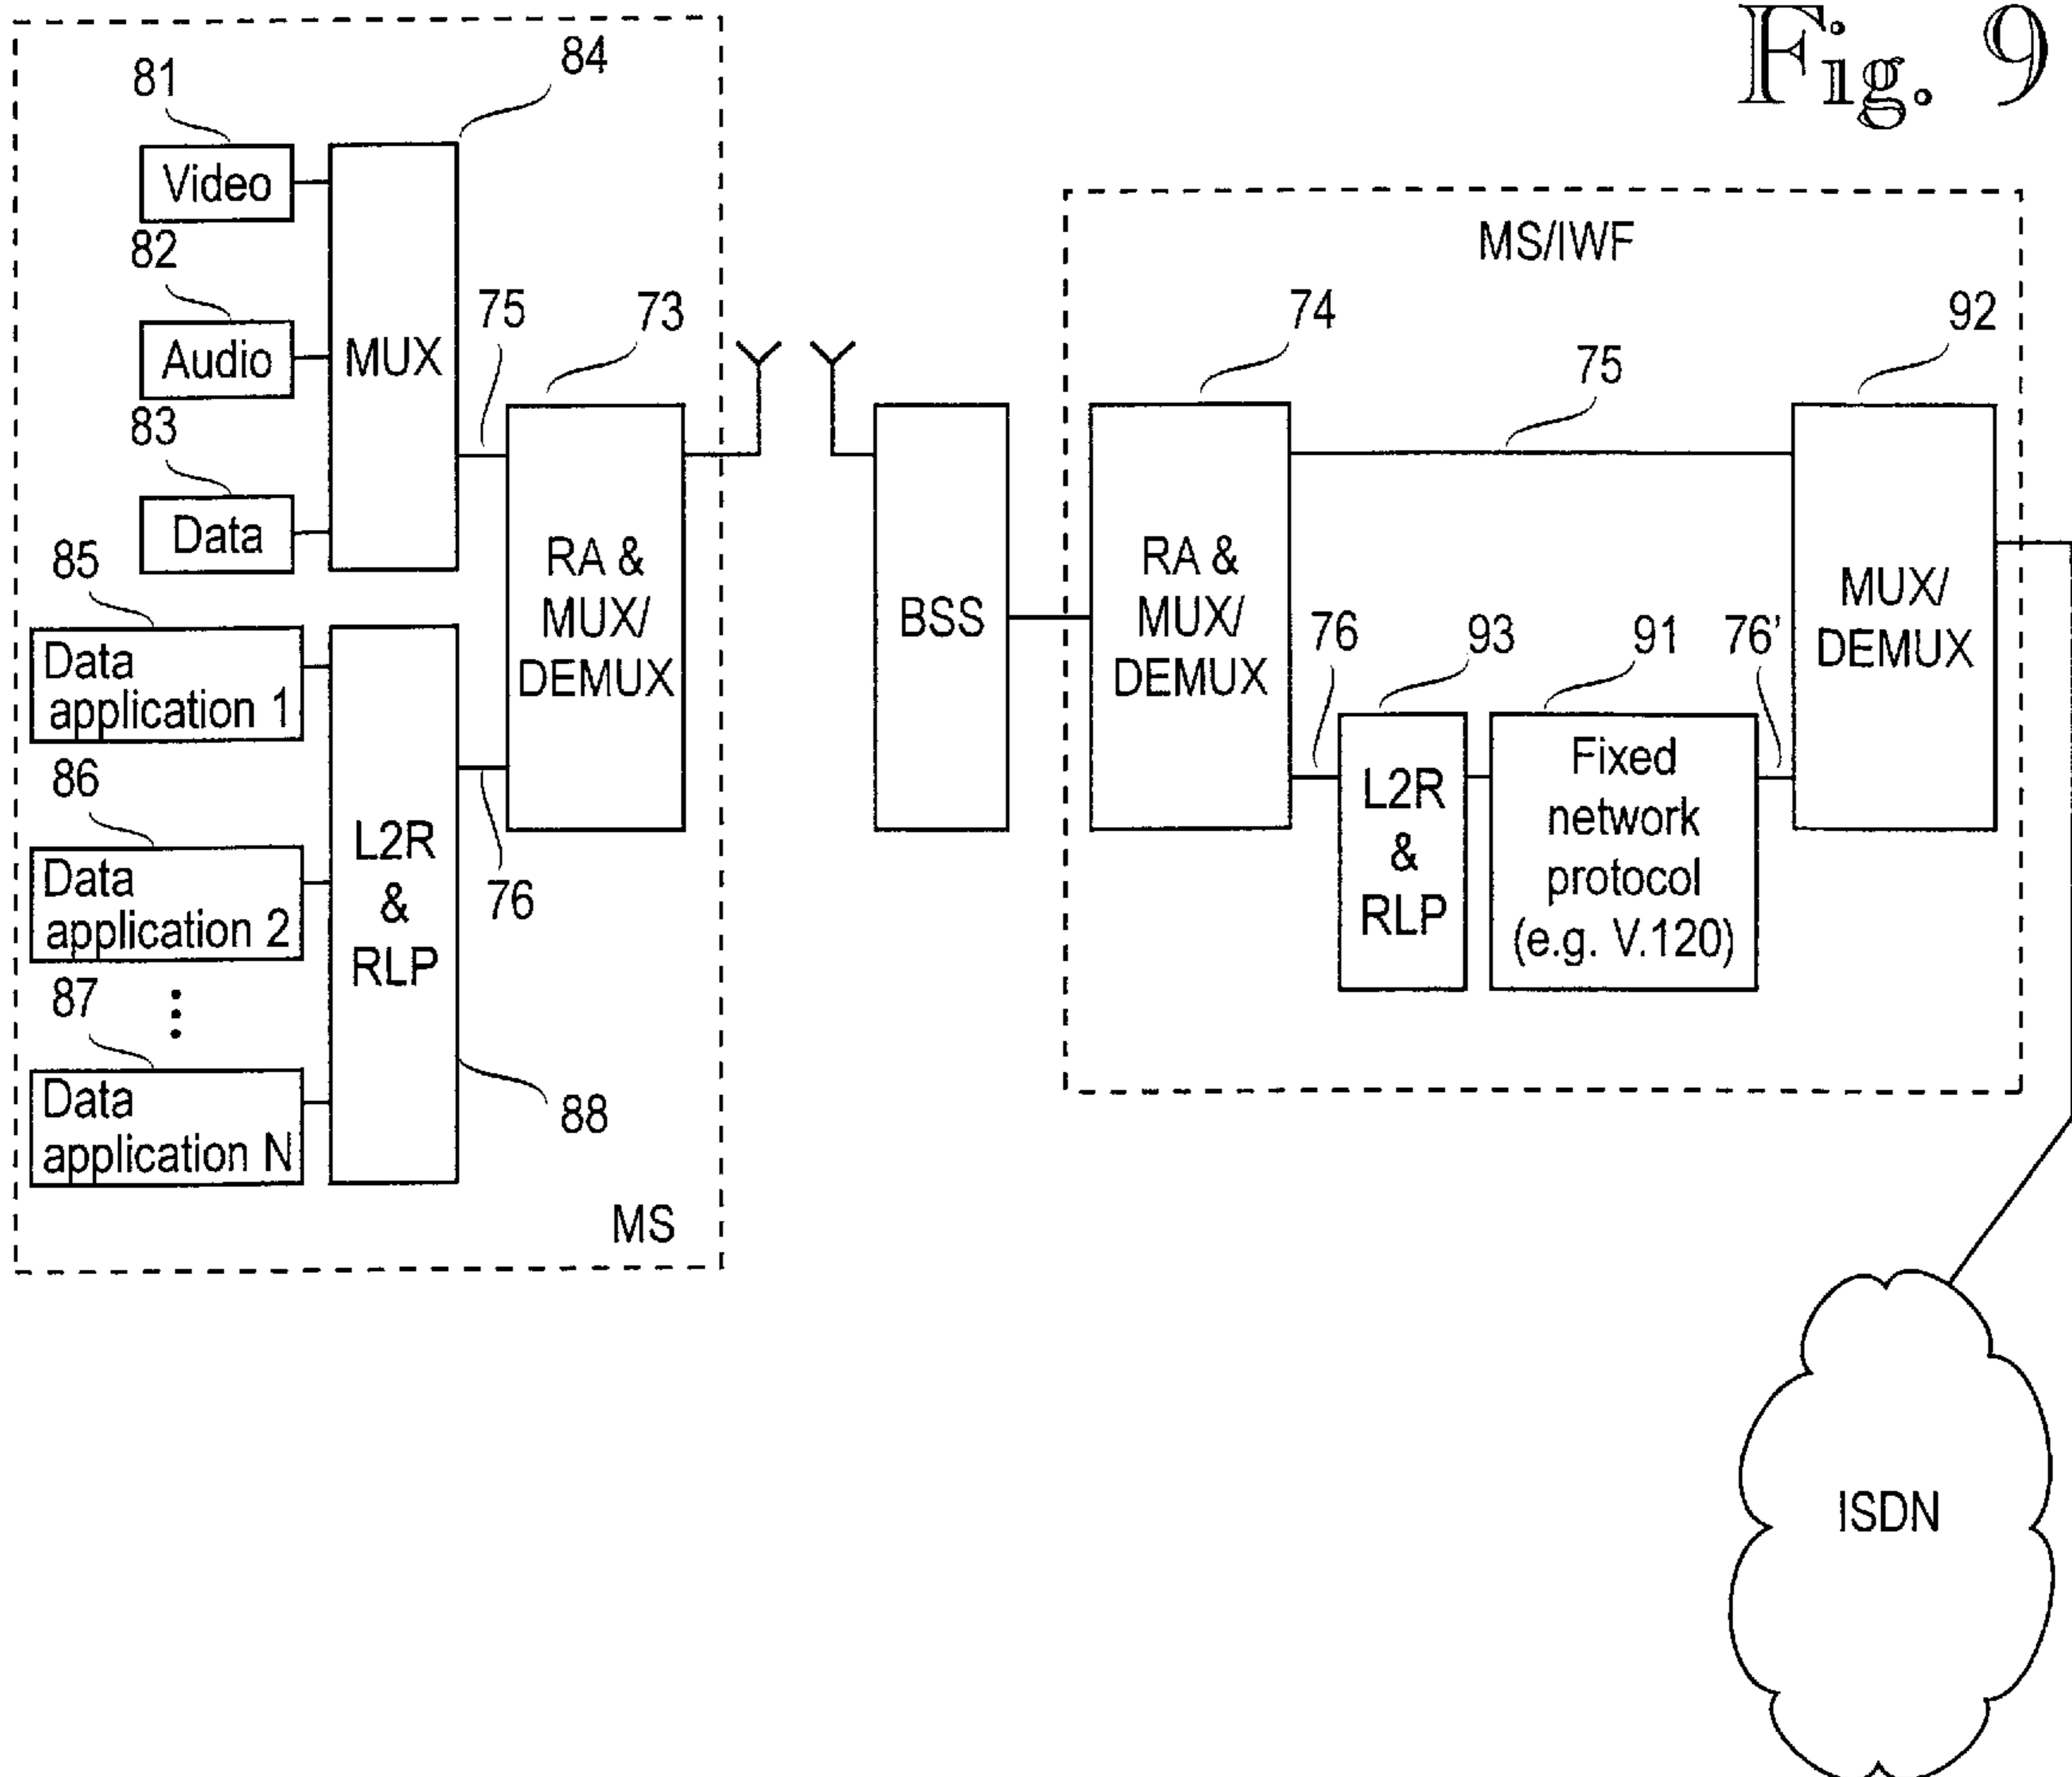 Fig. 9
84
81
Video
82
Audio
83
Data
MUX
75
73
RA &
MUX/
DEMUX
85
Data
application 1
86
Data
application 2
87
Data
application N
L2R
&
RLP
76
88
MS
BSS
MS/IWF
74
RA &
MUX/
DEMUX
75
92
MUX/
DEMUX
76
93
L2R
&
RLP
91
Fixed
network
protocol
(e.g. V.120)
76'
ISDN